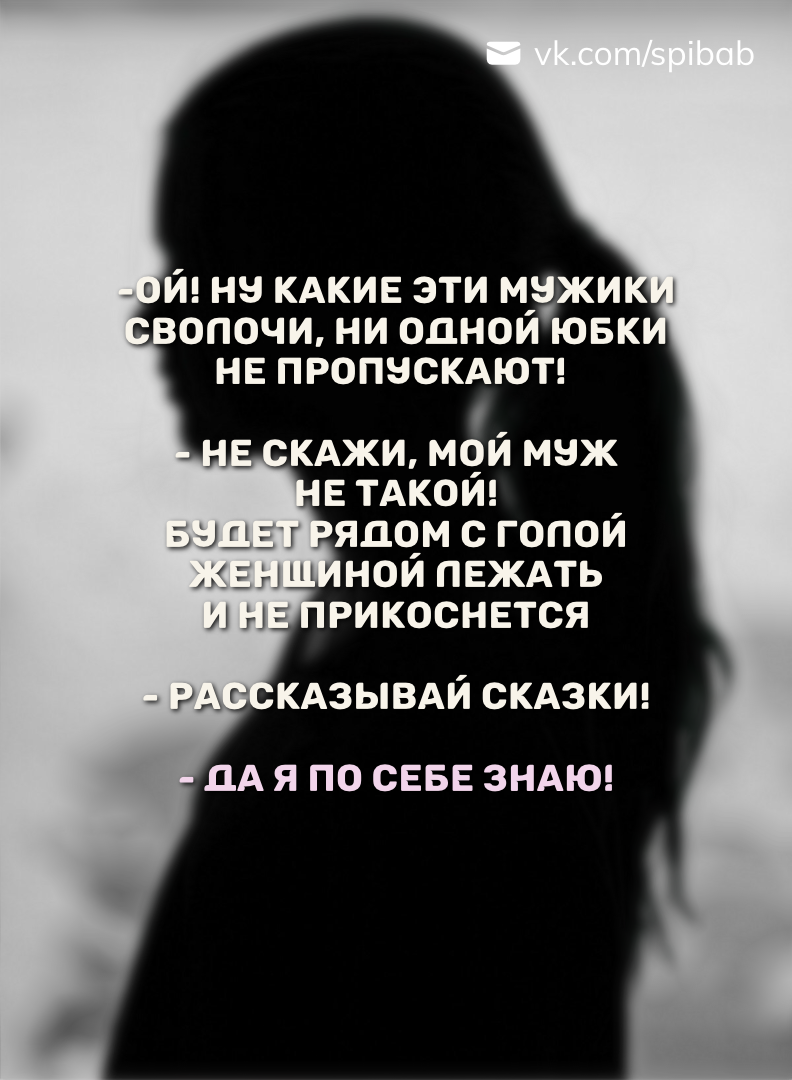 vk.com/spibab
-ОЙ! НУ КАКИЕ ЭТИ МУЖИКИ
СВОЛОЧИ, НИ ОДНОЙ ЮБКИ
НЕ ПРОПУСКАЮТ!
- НЕ СКАЖИ, МОЙ МУЖ
НЕ ТАКОЙ!
БУДЕТ РЯДОМ С ГОЛОЙ
ЖЕНЩИНОЙ ЛЕЖАТЬ
И НЕ ПРИКОСНЕТСЯ
- РАССКАЗЫВАЙ СКАЗКИ!
- ДА Я ПО СЕБЕ ЗНАЮ!